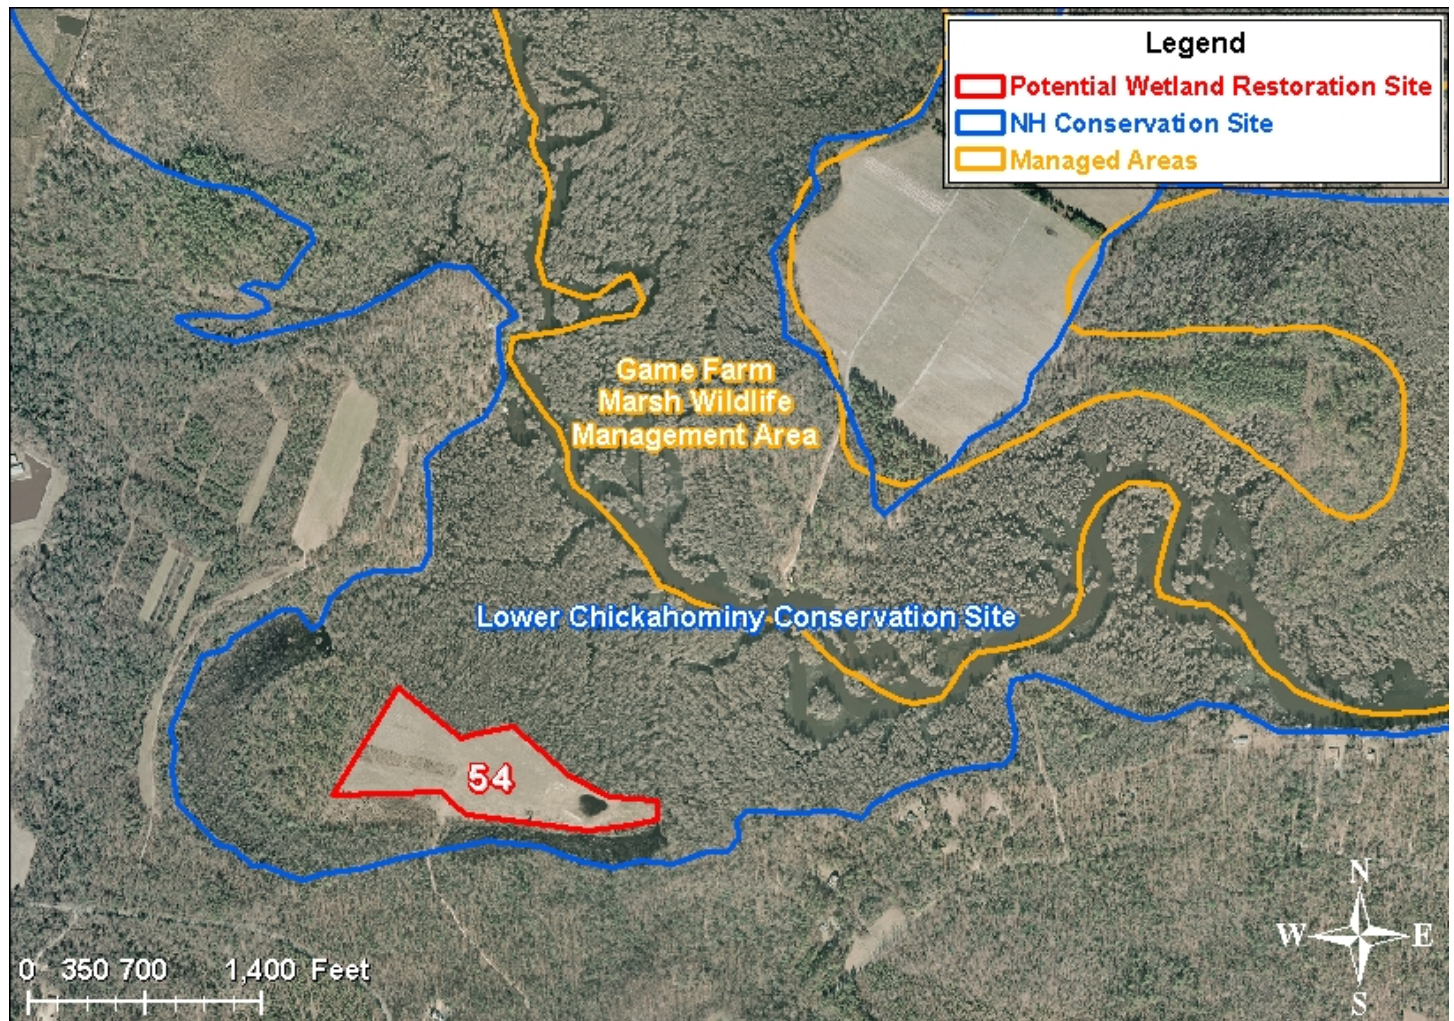 Legend
Potential Wetland Restoration Site
NH Conservation Site
Managed Areas
Game Farm
Marsh Wildlife
Management Area
Lower Chickahominy Conservation Site
54
N
W E
S
0 350 700 1,400 Feet